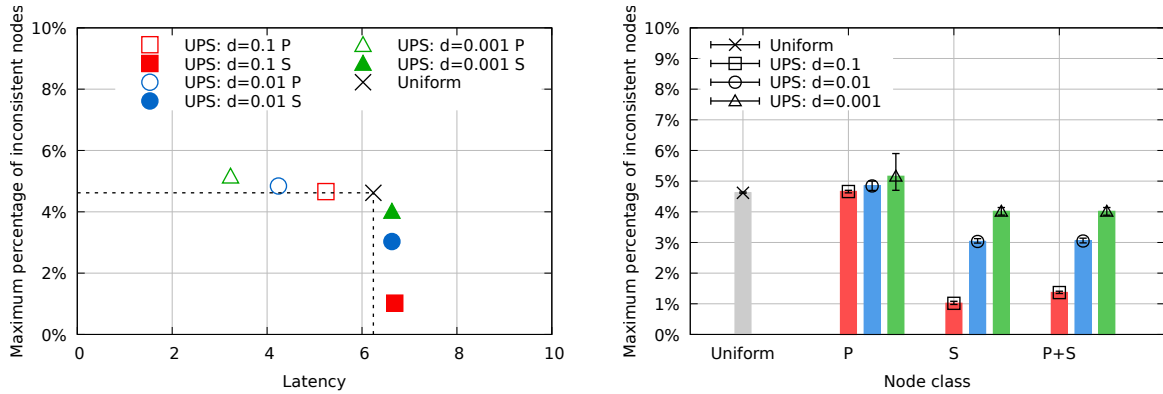 Maximum percentage of inconsistent nodes
10%
8%
6%
4%
2%
0%
0
2
4
6
8
10
Latency
UPS: d=0.1 P
UPS: d=0.1 S
UPS: d=0.01 P
UPS: d=0.01 S
UPS: d=0.001 P
UPS: d=0.001 S
Uniform
Maximum percentage of inconsistent nodes
10%
9%
8%
7%
6%
5%
4%
3%
2%
1%
0%
Uniform
UPS: d=0.1
UPS: d=0.01
UPS: d=0.001
Uniform
P
S
P+S
Node class